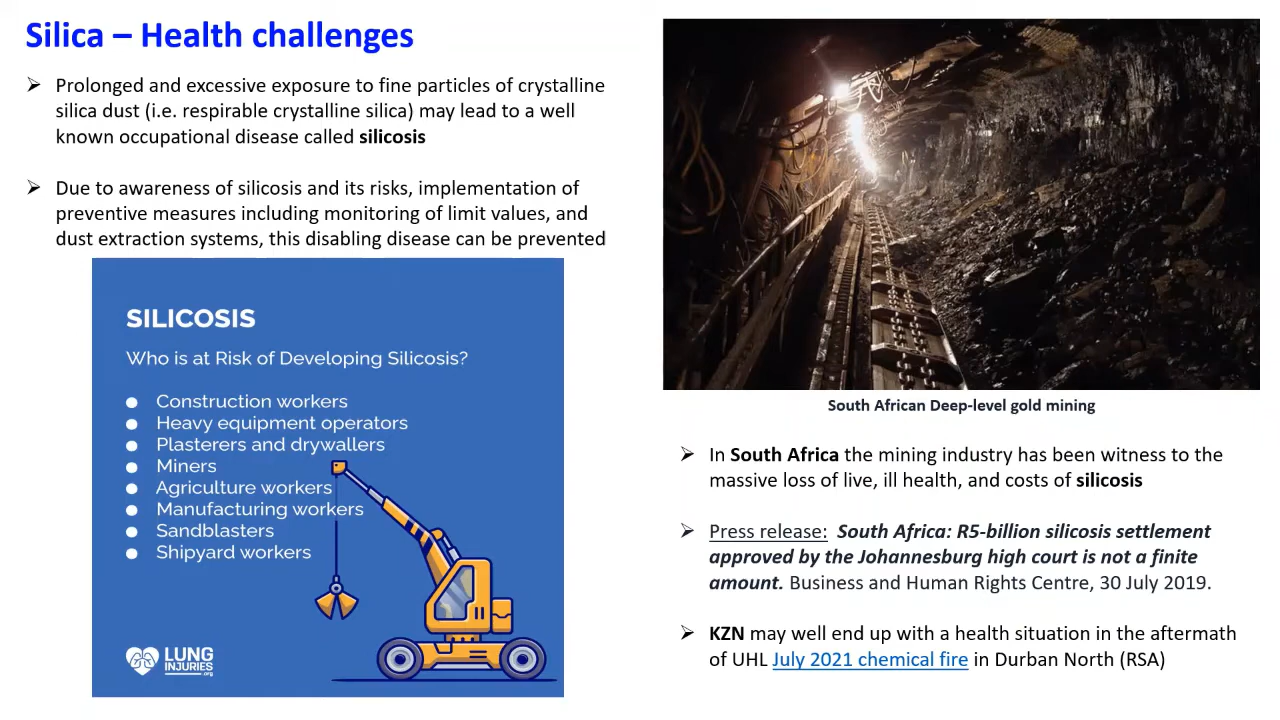 Silica – Health challenges
➢ Prolonged and excessive exposure to fine particles of crystalline
silica dust (i.e. respirable crystalline silica) may lead to a well
known occupational disease called silicosis
➢ Due to awareness of silicosis and its risks, implementation of
preventive measures including monitoring of limit values, and
dust extraction systems, this disabling disease can be prevented
SILICOSIS
Who is at Risk of Developing Silicosis?
● Construction workers
● Heavy equipment operators
● Plasterers and drywallers
● Miners
● Agriculture workers
● Manufacturing workers
● Sandblasters
● Shipyard workers
LUNG
INJURIES
.org
South African Deep-level gold mining
➢ In South Africa the mining industry has been witness to the
massive loss of live, ill health, and costs of silicosis
➢ Press release: South Africa: R5-billion silicosis settlement
approved by the Johannesburg high court is not a finite
amount. Business and Human Rights Centre, 30 July 2019.
➢ KZN may well end up with a health situation in the aftermath
of UHL July 2021 chemical fire in Durban North (RSA)